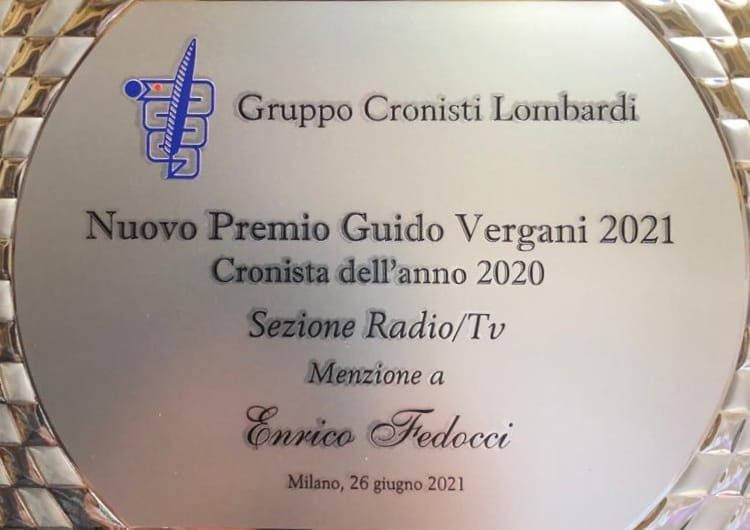 Gruppo Cronisti Lombardi
Nuovo Premio Guido Vergani 2021
Cronista dell'anno 2020
Sezione Radio/Tv
Menzione a
Enrico Fedocci
Milano, 26 giugno 2021